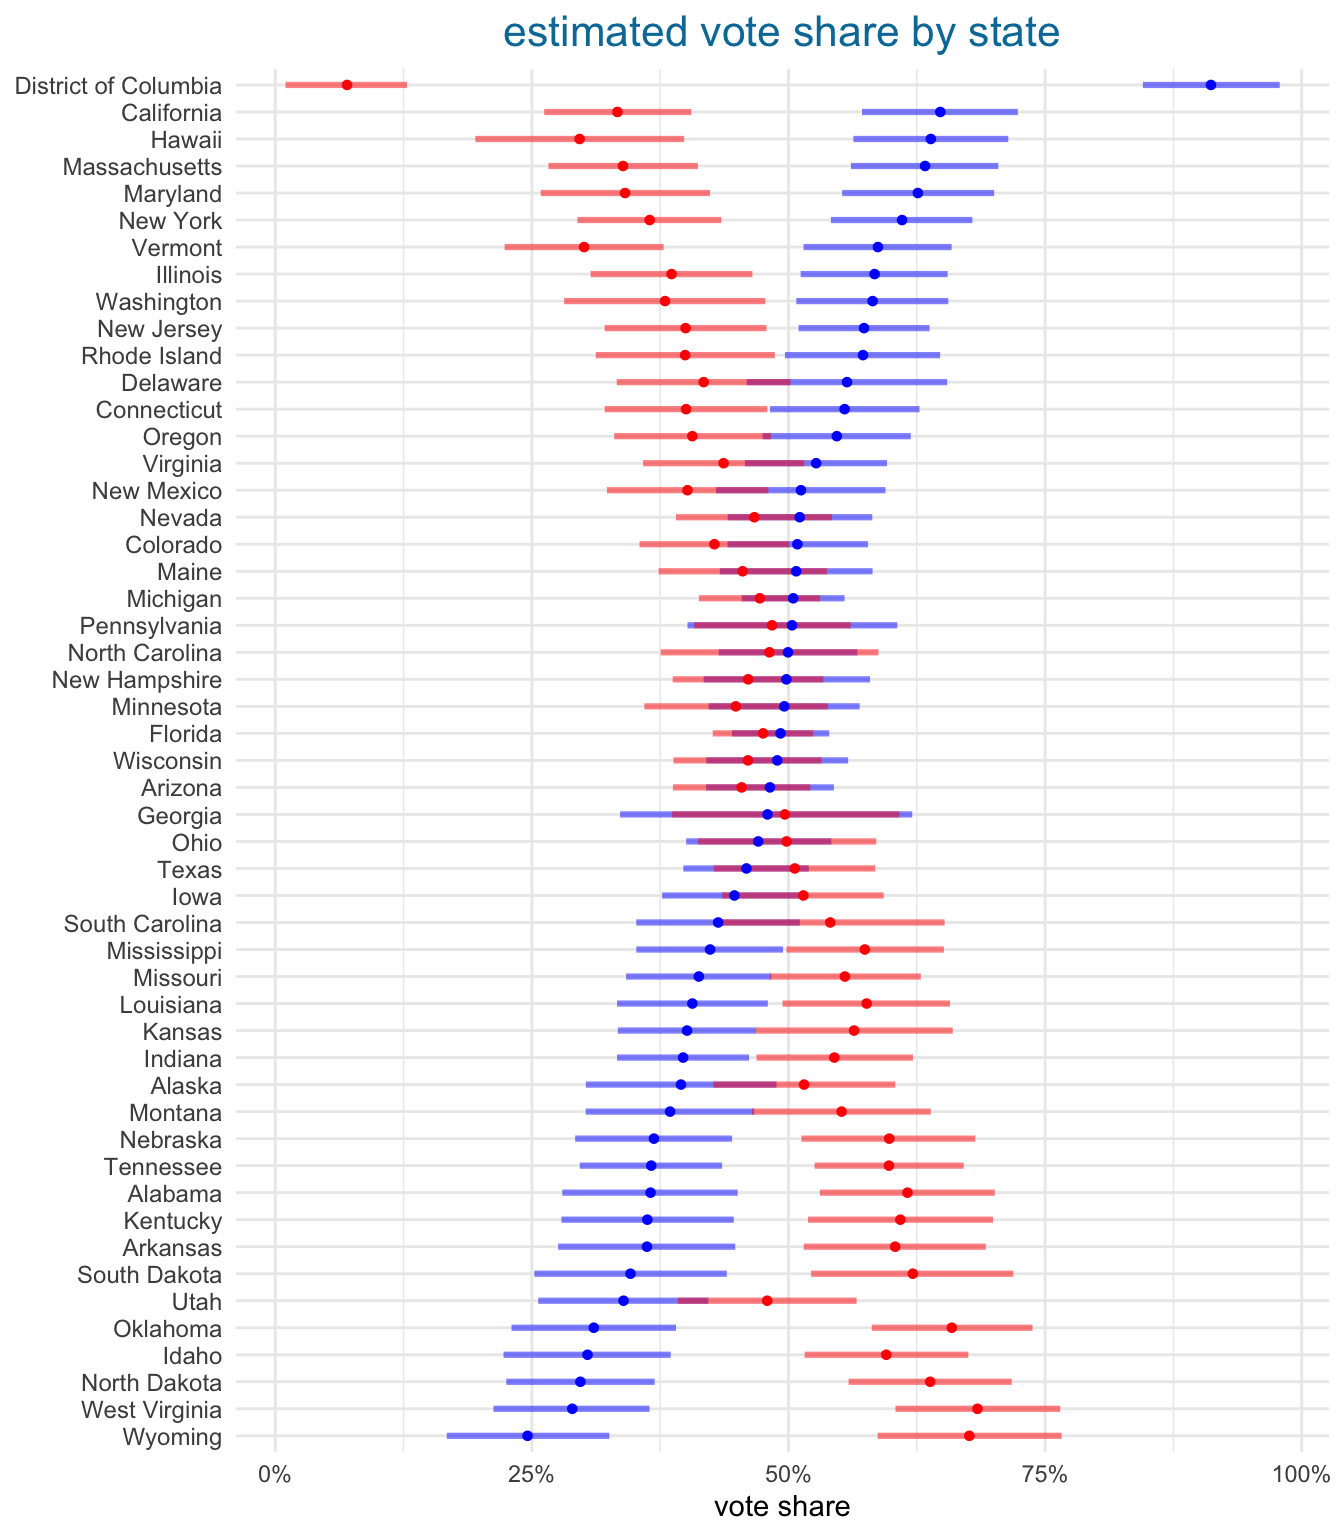 estimated vote share by state
District of Columbia
California
Hawaii
Massachusetts
Maryland
New York
Vermont
Illinois
Washington
New Jersey
Rhode Island
Delaware
Connecticut
Oregon
Virginia
New Mexico
Nevada
Colorado
Maine
Michigan
Pennsylvania
North Carolina
New Hampshire
Minnesota
Florida
Wisconsin
Arizona
Georgia
Ohio
Texas
Iowa
South Carolina
Mississippi
Missouri
Louisiana
Kansas
Indiana
Alaska
Montana
Nebraska
Tennessee
Alabama
Kentucky
Arkansas
South Dakota
Utah
Oklahoma
Idaho
North Dakota
West Virginia
Wyoming
0% 25% 50% 75% 100%
vote share